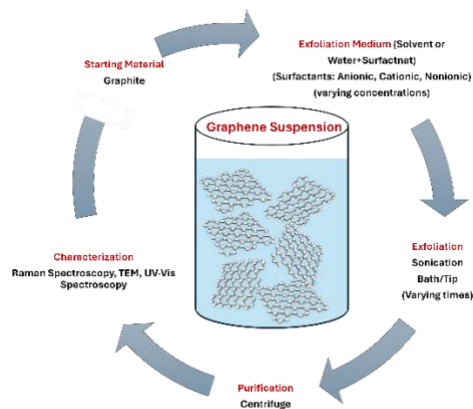 Starting Material
Graphite
Exfoliation Medium (Solvent or
Water+Surfactnat)
(Surfactants: Anionic, Cationic, Nonionic)
(varying concentrations)
Graphene Suspension
Exfoliation
Sonication
Bath/Tip
(Varying times)
Purification
Centrifuge
Characterization
Raman Spectroscopy, TEM, UV-Vis
Spectroscopy